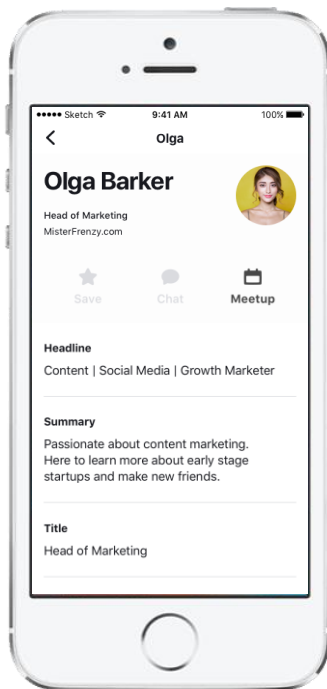 Sketch 9:41 AM 100%
Olga
Olga Barker
Head of Marketing
MisterFrenzy.com
Save Chat Meetup
Headline
Content | Social Media | Growth Marketer
Summary
Passionate about content marketing.
Here to learn more about early stage
startups and make new friends.
Title
Head of Marketing